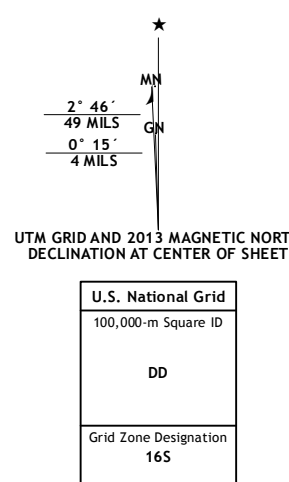 MN
2° 46´
49 MILS
GN
0° 15´
4 MILS
UTM GRID AND 2013 MAGNETIC NORT
DECLINATION AT CENTER OF SHEET
U.S. National Grid
100,000-m Square ID
DD
Grid Zone Designation
16S